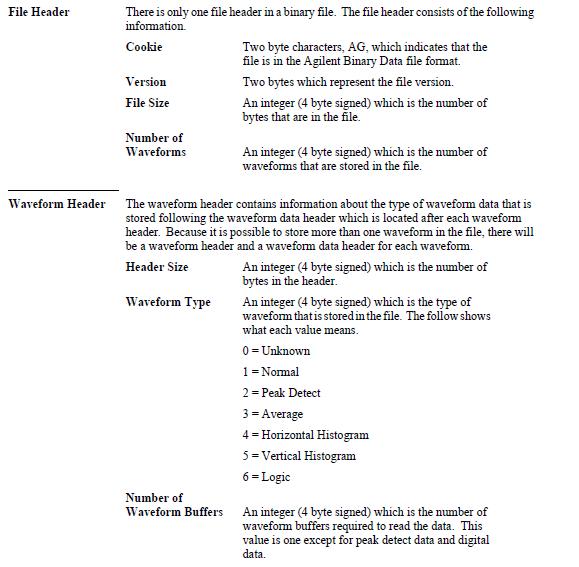 File Header There is only one file header in a binary file. The file header consists of the following
information.
Cookie Two byte characters, AG, which indicates that the
file is in the Agilent Binary Data file format.
Version Two bytes which represent the file version.
File Size An integer (4 byte signed) which is the number of
bytes that are in the file.
Number of
Waveforms An integer (4 byte signed) which is the number of
waveforms that are stored in the file.
Waveform Header The waveform header contains information about the type of waveform data that is
stored following the waveform data header which is located after each waveform
header. Because it is possible to store more than one waveform in the file, there will
be a waveform header and a waveform data header for each waveform.
Header Size An integer (4 byte signed) which is the number of
bytes in the header.
Waveform Type An integer (4 byte signed) which is the type of
waveform that is stored in the file. The follow shows
what each value means.
0 = Unknown
1 = Normal
2 = Peak Detect
3 = Average
4 = Horizontal Histogram
5 = Vertical Histogram
6 = Logic
Number of
Waveform Buffers An integer (4 byte signed) which is the number of
waveform buffers required to read the data. This
value is one except for peak detect data and digital
data.